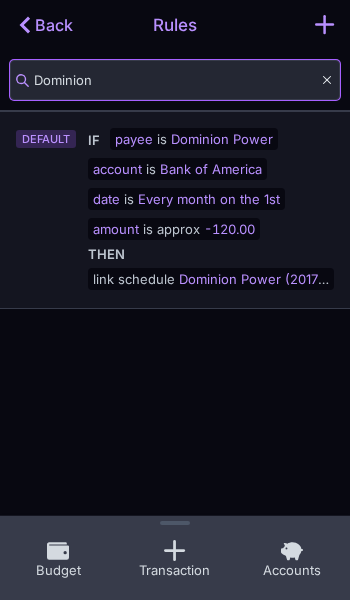 Back Rules
Dominion
DEFAULT IF payee is Dominion Power
account is Bank of America
date is Every month on the 1st
amount is approx -120.00
THEN
link schedule Dominion Power (2017...
Budget Transaction Accounts